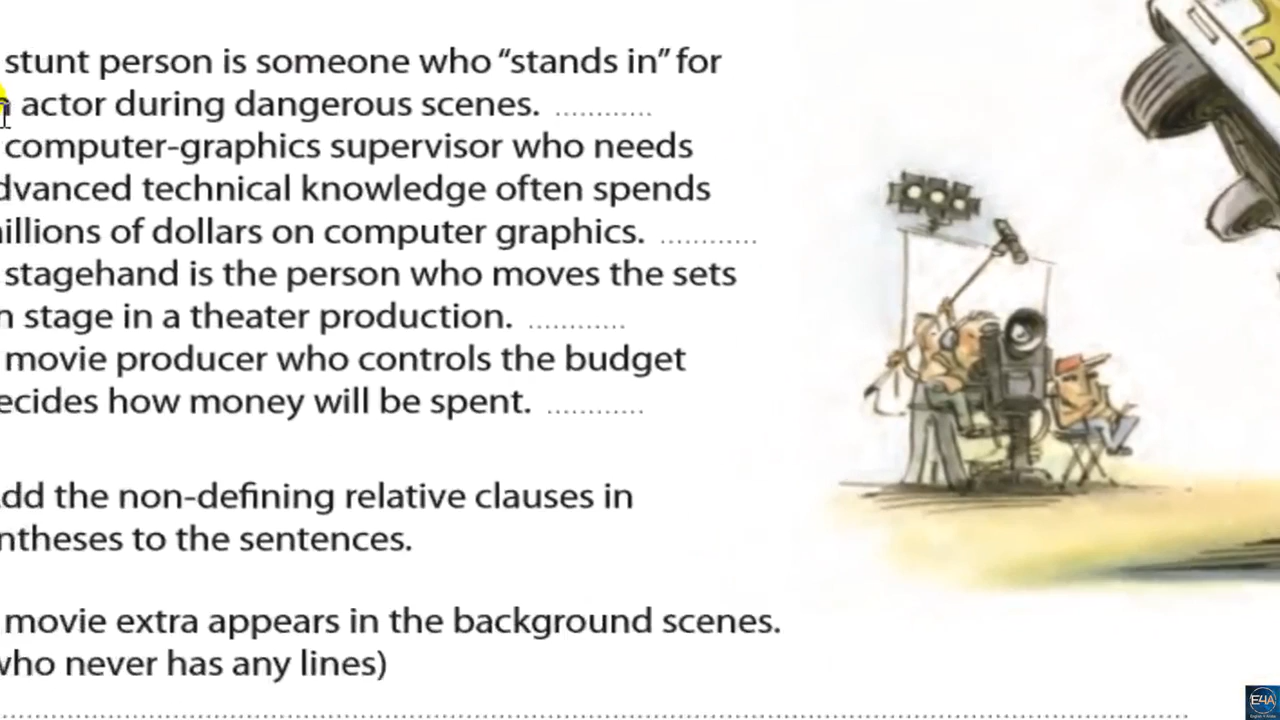 stunt person is someone who “stands in” for
actor during dangerous scenes. ............
computer-graphics supervisor who needs
dvanced technical knowledge often spends
illions of dollars on computer graphics. ............
stagehand is the person who moves the sets
n stage in a theater production. ............
movie producer who controls the budget
ecides how money will be spent. ............
dd the non-defining relative clauses in
ntheses to the sentences.
movie extra appears in the background scenes.
who never has any lines)
E4A